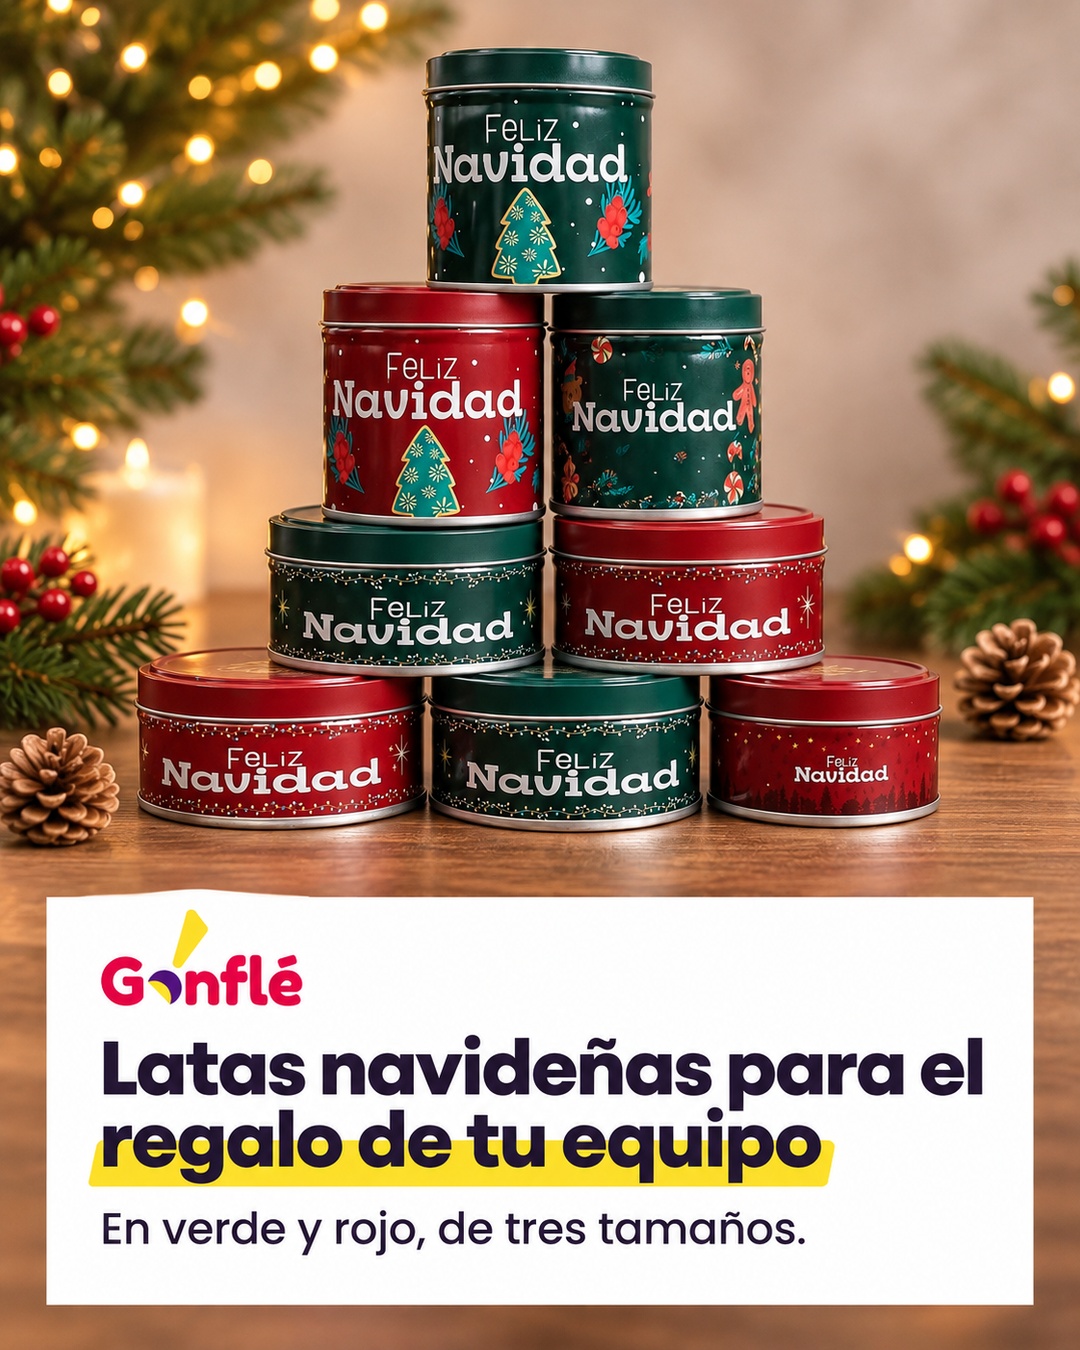 Feliz
Navidad
Feliz
Navidad
Feliz
Navidad
Feliz
Navidad
Feliz
Navidad
Feliz
Navidad
Feliz
Navidad
Feliz
Navidad
Gonflé
Latas navideñas para el
regalo de tu equipo
En verde y rojo, de tres tamaños.